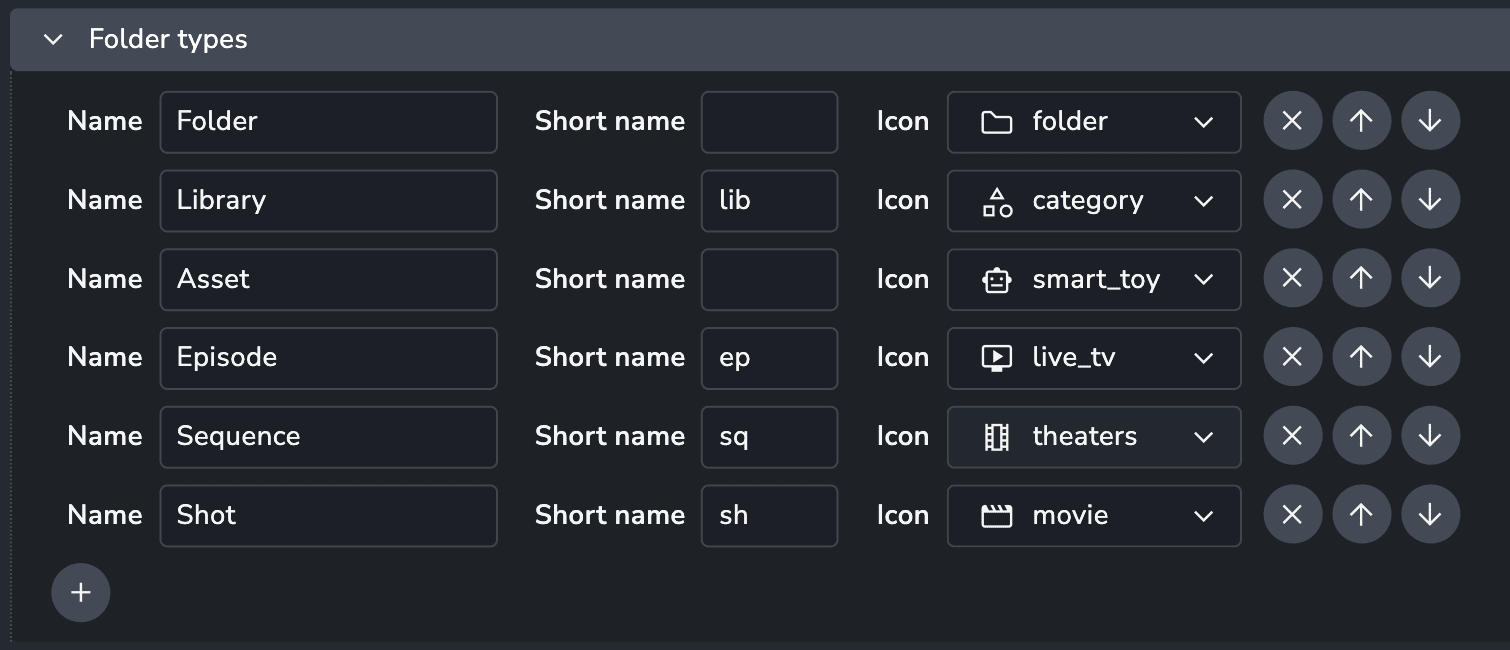 Folder types
Name Folder Short name Icon folder
Name Library Short name lib Icon category
Name Asset Short name Icon smart_toy
Name Episode Short name ep Icon live_tv
Name Sequence Short name sq Icon theaters
Name Shot Short name sh Icon movie